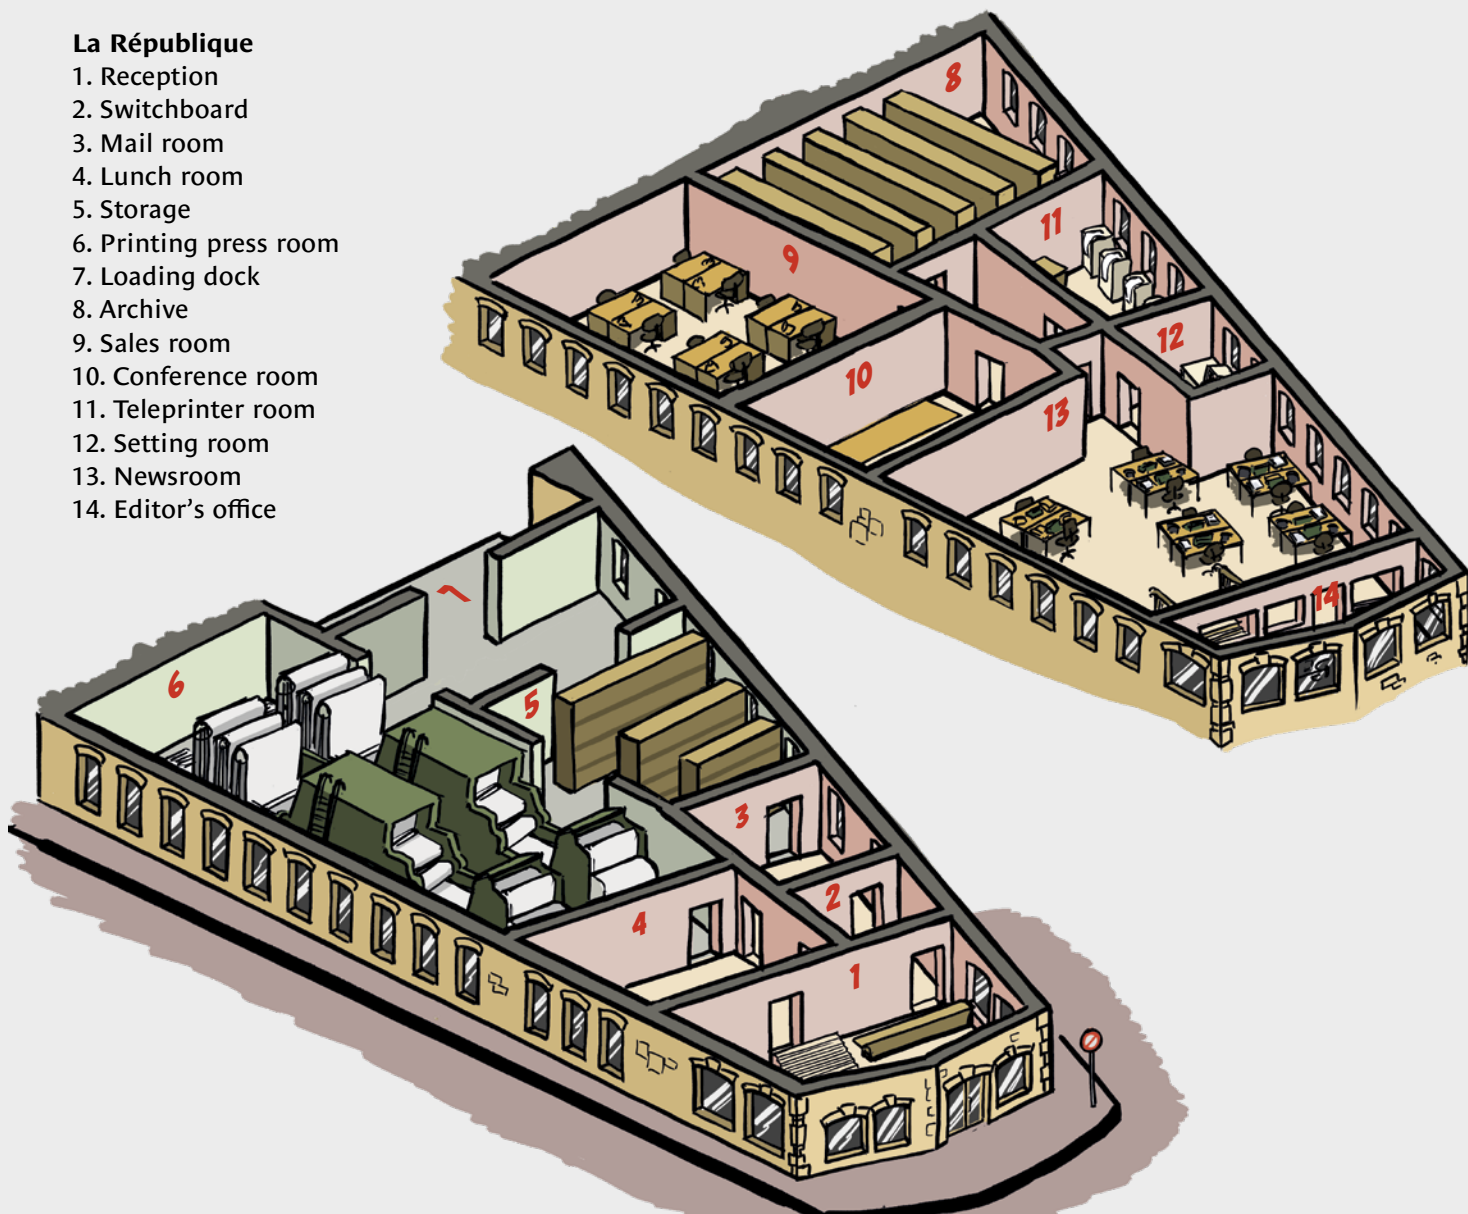 La République
1. Reception
2. Switchboard
3. Mail room
4. Lunch room
5. Storage
6. Printing press room
7. Loading dock
8. Archive
9. Sales room
10. Conference room
11. Teleprinter room
12. Setting room
13. Newsroom
14. Editor's office
8
11
9
12
10
13
14
7
6
5
3
2
4
1